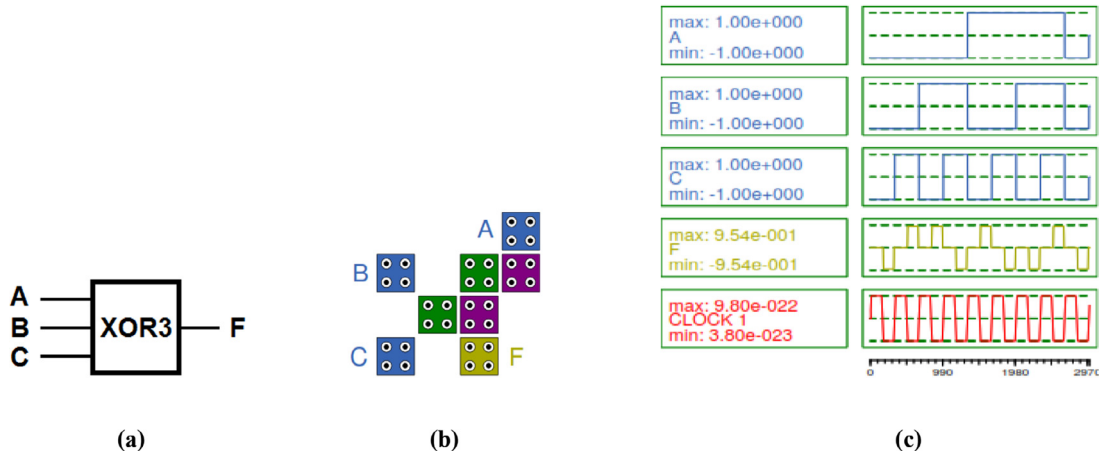 A
B
C
XOR3
F
(a)
A
B
C
F
(b)
max: 1.00e+000
A
min: -1.00e+000
max: 1.00e+000
B
min: -1.00e+000
max: 1.00e+000
C
min: -1.00e+000
max: 9.54e-001
F
min: -9.54e-001
max: 9.80e-022
CLOCK 1
min: 3.80e-023
0 990 1980 2970
(c)